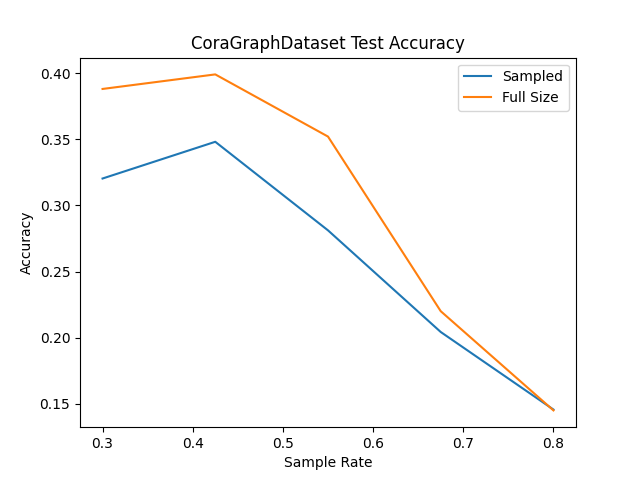 CoraGraphDataset Test Accuracy
Sampled
Full Size
Accuracy
0.40
0.35
0.30
0.25
0.20
0.15
0.3 0.4 0.5 0.6 0.7 0.8
Sample Rate